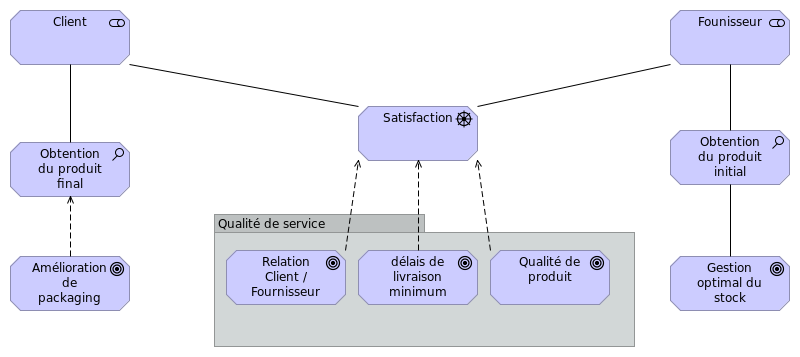 Client
Founisseur
Satisfaction
Obtention
du produit
final
Obtention
du produit
initial
Qualité de service
Amélioration
de
packaging
Relation
Client /
Fournisseur
délais de
livraison
minimum
Qualité de
produit
Gestion
optimal du
stock